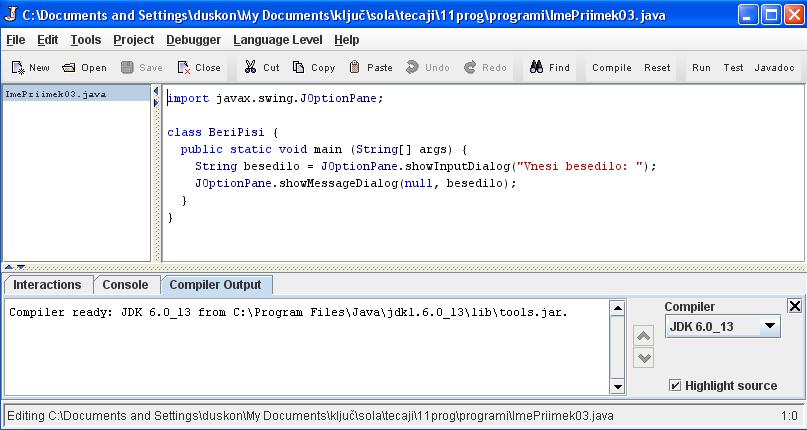 C:\Documents and Settings\duskon\My Documents\ključ\sola\tecaji\11prog\programi\ImePriimek03.java
File Edit Tools Project Debugger Language Level Help
New Open Save Close Cut Copy Paste Undo Redo Find Compile Reset Run Test Javadoc
ImePriimek03.java
import javax.swing.JOptionPane;
class BeriPisi {
public static void main (String[] args) {
String besedilo = JOptionPane.showInputDialog("Vnesi besedilo: ");
JOptionPane.showMessageDialog(null, besedilo);
}
}
Interactions Console Compiler Output
Compiler ready: JDK 6.0_13 from C:\Program Files\Java\jdk1.6.0_13\lib\tools.jar.
Compiler
JDK 6.0_13
Highlight source
Editing C:\Documents and Settings\duskon\My Documents\ključ\sola\tecaji\11prog\programi\ImePriimek03.java 1:0